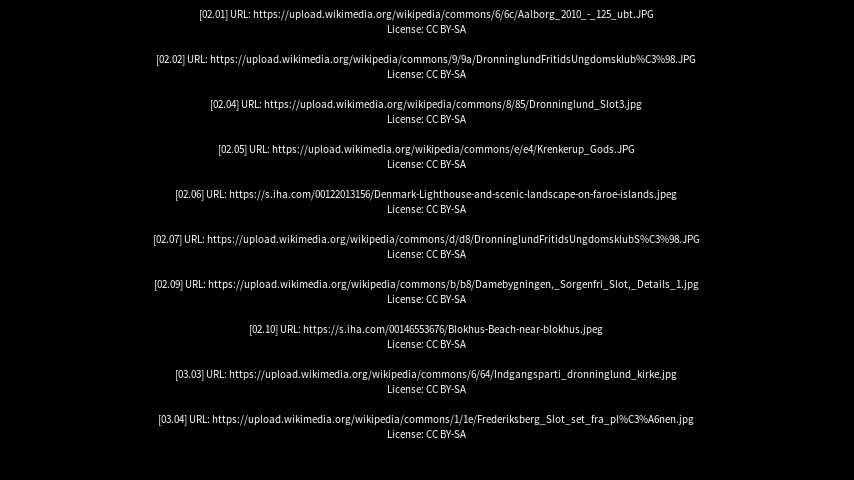 [02.01] URL: https://upload.wikimedia.org/wikipedia/commons/6/6c/Aalborg_2010_-_125_ubt.JPG
License: CC BY-SA
[02.02] URL: https://upload.wikimedia.org/wikipedia/commons/9/9a/DronninglundFritidsUngdomsklub%C3%98.JPG
License: CC BY-SA
[02.04] URL: https://upload.wikimedia.org/wikipedia/commons/8/85/Dronninglund_Slot3.jpg
License: CC BY-SA
[02.05] URL: https://upload.wikimedia.org/wikipedia/commons/e/e4/Krenkerup_Gods.JPG
License: CC BY-SA
[02.06] URL: https://s.iha.com/00122013156/Denmark-Lighthouse-and-scenic-landscape-on-faroe-islands.jpeg
License: CC BY-SA
[02.07] URL: https://upload.wikimedia.org/wikipedia/commons/d/d8/DronninglundFritidsUngdomsklubS%C3%98.JPG
License: CC BY-SA
[02.09] URL: https://upload.wikimedia.org/wikipedia/commons/b/b8/Damebygningen,_Sorgenfri_Slot,_Details_1.jpg
License: CC BY-SA
[02.10] URL: https://s.iha.com/00146553676/Blokhus-Beach-near-blokhus.jpeg
License: CC BY-SA
[03.03] URL: https://upload.wikimedia.org/wikipedia/commons/6/64/Indgangsparti_dronninglund_kirke.jpg
License: CC BY-SA
[03.04] URL: https://upload.wikimedia.org/wikipedia/commons/1/1e/Frederiksberg_Slot_set_fra_pl%C3%A6nen.jpg
License: CC BY-SA